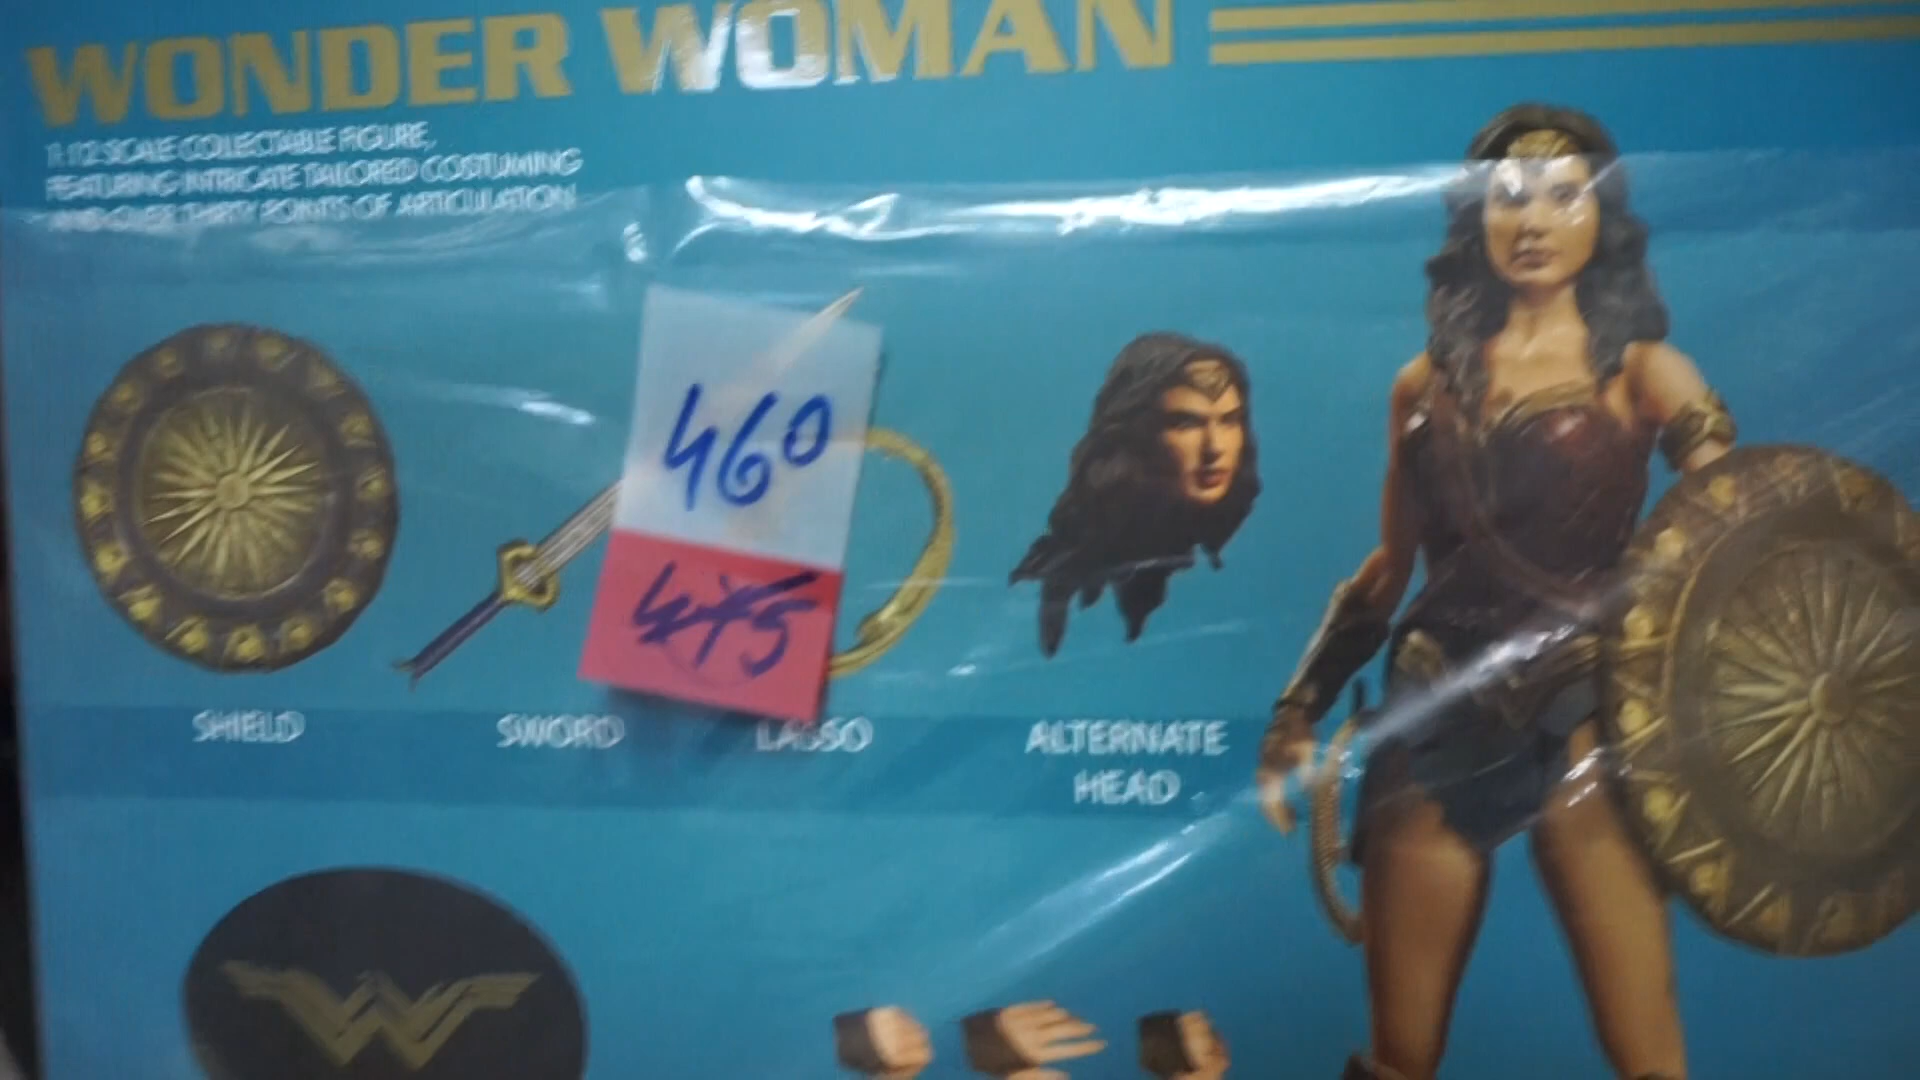 WONDER WOMAN
1:12 SCALE COLLECTABLE FIGURE,
FEATURING INTRICATE TAILORED COSTUMING
AND OVER THIRTY POINTS OF ARTICULATION
460
475
SHIELD
SWORD
LASSO
ALTERNATE
HEAD